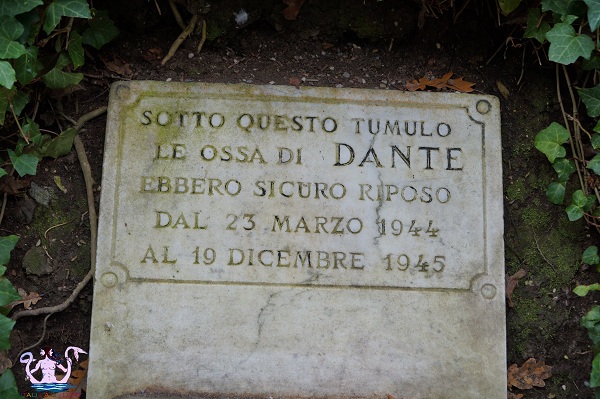 SOTTO QUESTO TUMULO
LE OSSA DI DANTE
EBBERO SICURO RIPOSO
DAL 23 MARZO 1944
AL 19 DICEMBRE 1945